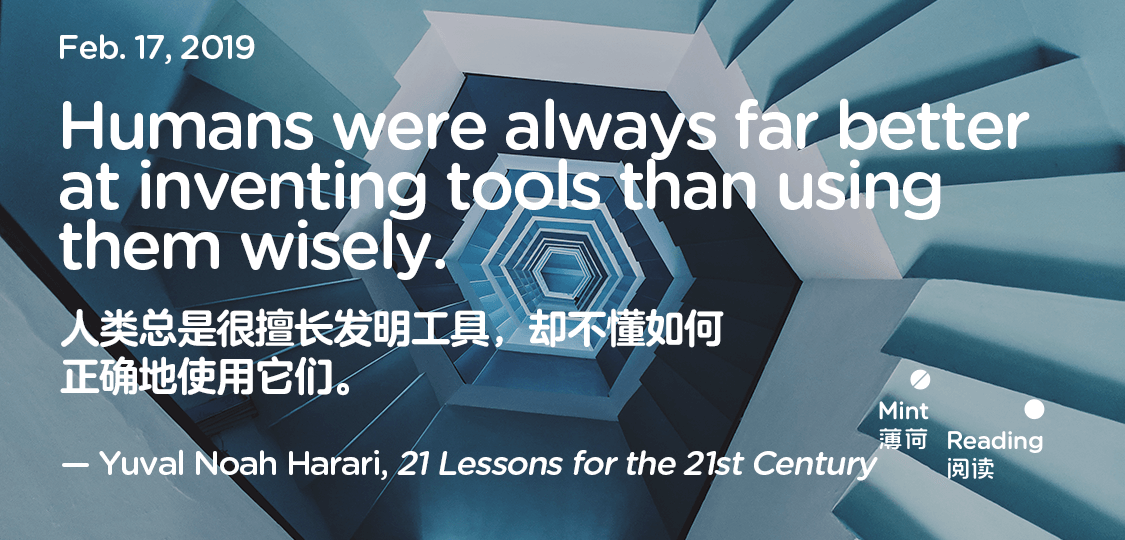 Feb. 17, 2019
Humans were always far better
at inventing tools than using
them wisely.
人类总是很擅长发明工具，却不懂如何
正确地使用它们。
— Yuval Noah Harari, 21 Lessons for the 21st Century
Mint
薄荷
Reading
阅读